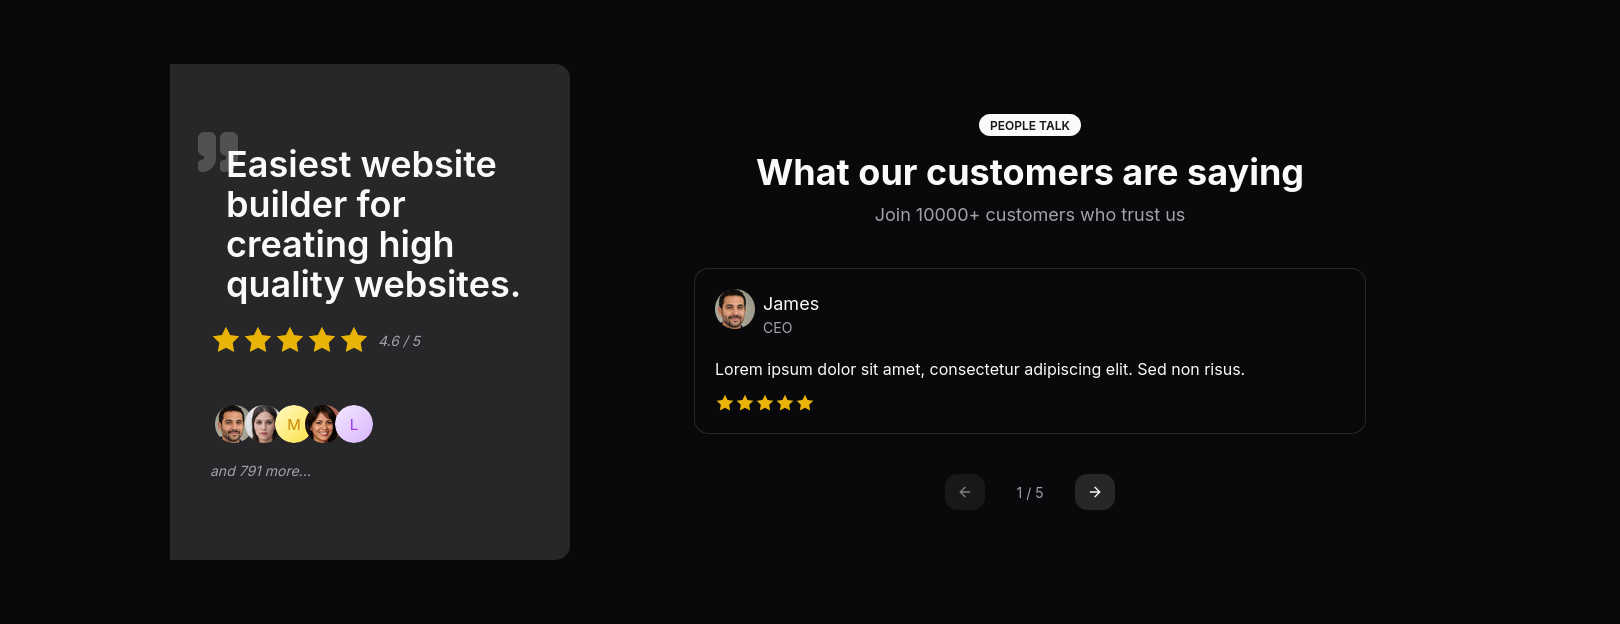 Easiest website
builder for
creating high
quality websites.
4.6 / 5
M
L
and 791 more...
PEOPLE TALK
What our customers are saying
Join 10000+ customers who trust us
James
CEO
Lorem ipsum dolor sit amet, consectetur adipiscing elit. Sed non risus.
1 / 5